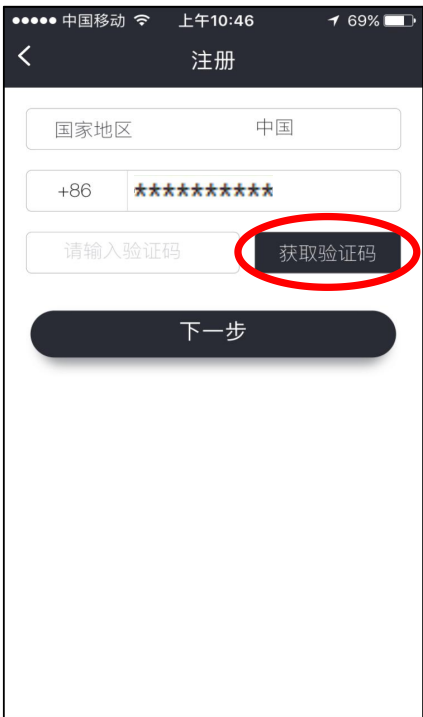 中国移动 上午10:46 69%
注册
国家地区 中国
+86 **********
请输入验证码 获取验证码
下一步